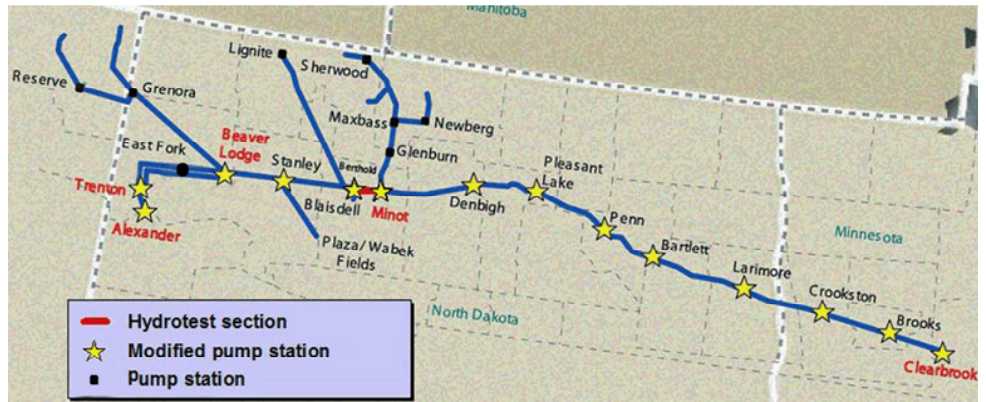 Manitoba
Lignite
Sherwood
Reserve
Grenora
Maxbass
Newberg
East Fork
Beaver
Lodge
Stanley
Berthold
Glenburn
Pleasant
Lake
Trenton
Blaisdell
Minot
Denbigh
Alexander
Plaza/Wabek
Fields
Penn
Bartlett
Minnesota
Larimore
Crookston
North Dakota
Brooks
Clearbrook
Hydrotest section
Modified pump station
Pump station